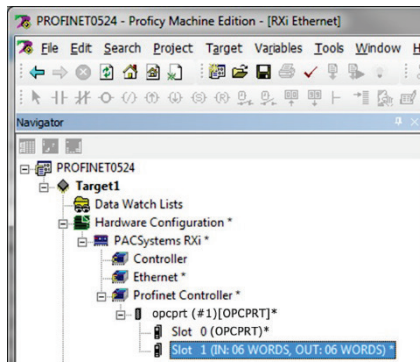 PROFINET0524 - Proficy Machine Edition - [RXi Ethernet]
File Edit Search Project Target Variables Tools Window H
Navigator
PROFINET0524
Target1
Data Watch Lists
Hardware Configuration *
PACSystems RXi *
Controller
Ethernet *
Profinet Controller *
opcprt (#1)[OPCPRT]*
Slot 0 (OPCPRT)*
Slot 1 (IN: 06 WORDS, OUT: 06 WORDS) *